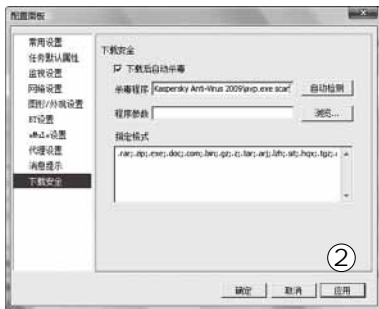 配置面板
常用设置
任务默认属性
监视设置
网络设置
图形/外观设置
BT设置
eMule设置
代理设置
消息提示
下载安全
下载安全
下载后自动杀毒
杀毒程序 Kaspersky Anti-Virus 2009\avp.exe scan 自动检测
程序参数 浏览...
指定格式
.rar;.zip;.exe;.doc;.com;.bin;.gz;.z;.tar;.arj;.lzh;.sit;.hqx;.tgz;.
②
确定 取消 应用